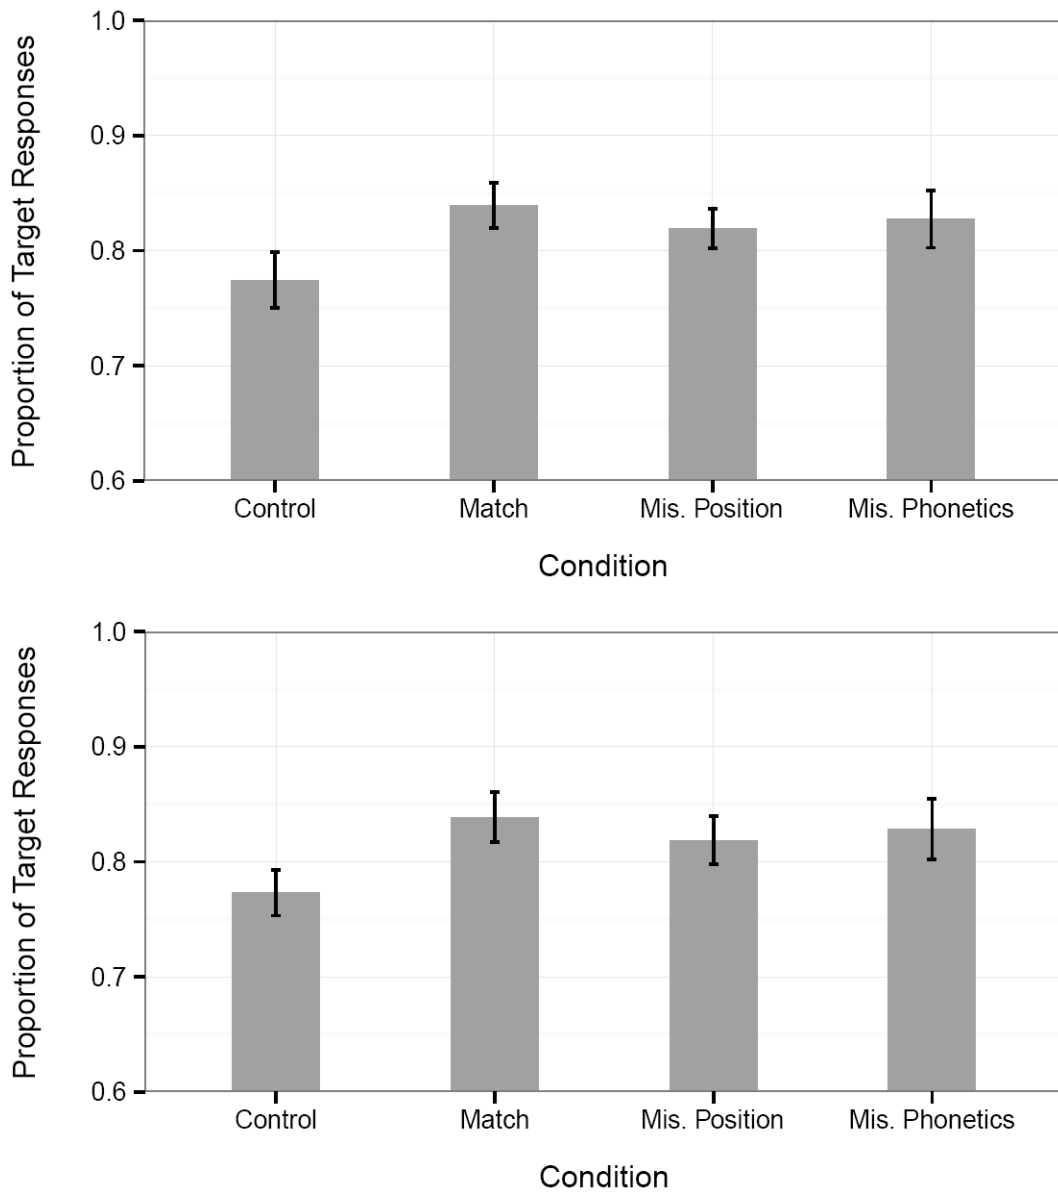 Proportion of Target Responses
1.0
0.9
0.8
0.7
0.6
Control Match Mis. Position Mis. Phonetics
Condition
Proportion of Target Responses
1.0
0.9
0.8
0.7
0.6
Control Match Mis. Position Mis. Phonetics
Condition